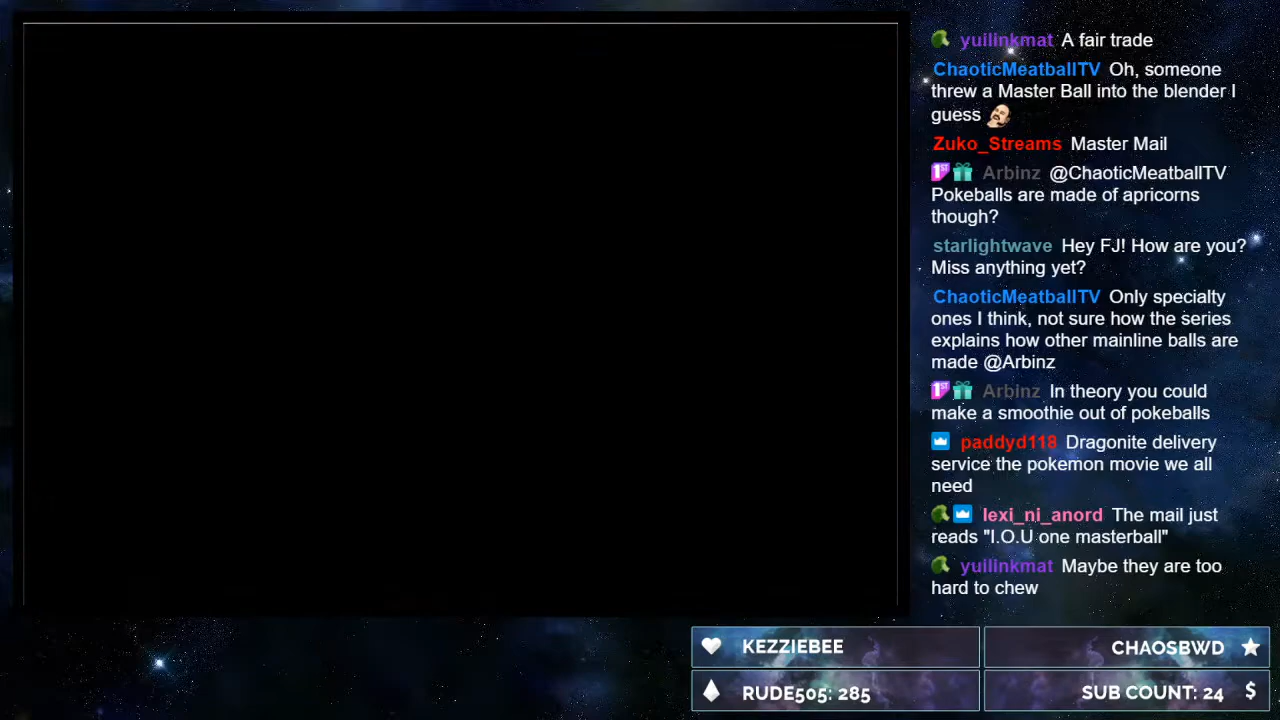 yuilinkmat A fair trade
ChaoticMeatballTV Oh, someone
threw a Master Ball into the blender I
guess
Zuko_Streams Master Mail
1ST Arbinz @ChaoticMeatballTV
Pokeballs are made of apricorns
though?
starlightwave Hey FJ! How are you?
Miss anything yet?
ChaoticMeatballTV Only specialty
ones I think, not sure how the series
explains how other mainline balls are
made @Arbinz
1ST Arbinz In theory you could
make a smoothie out of pokeballs
paddyd118 Dragonite delivery
service the pokemon movie we all
need
lexi_ni_anord The mail just
reads "I.O.U one masterball"
yuilinkmat Maybe they are too
hard to chew
KEZZIEBEE
CHAOSBWD
RUDE505: 285
SUB COUNT: 24 $